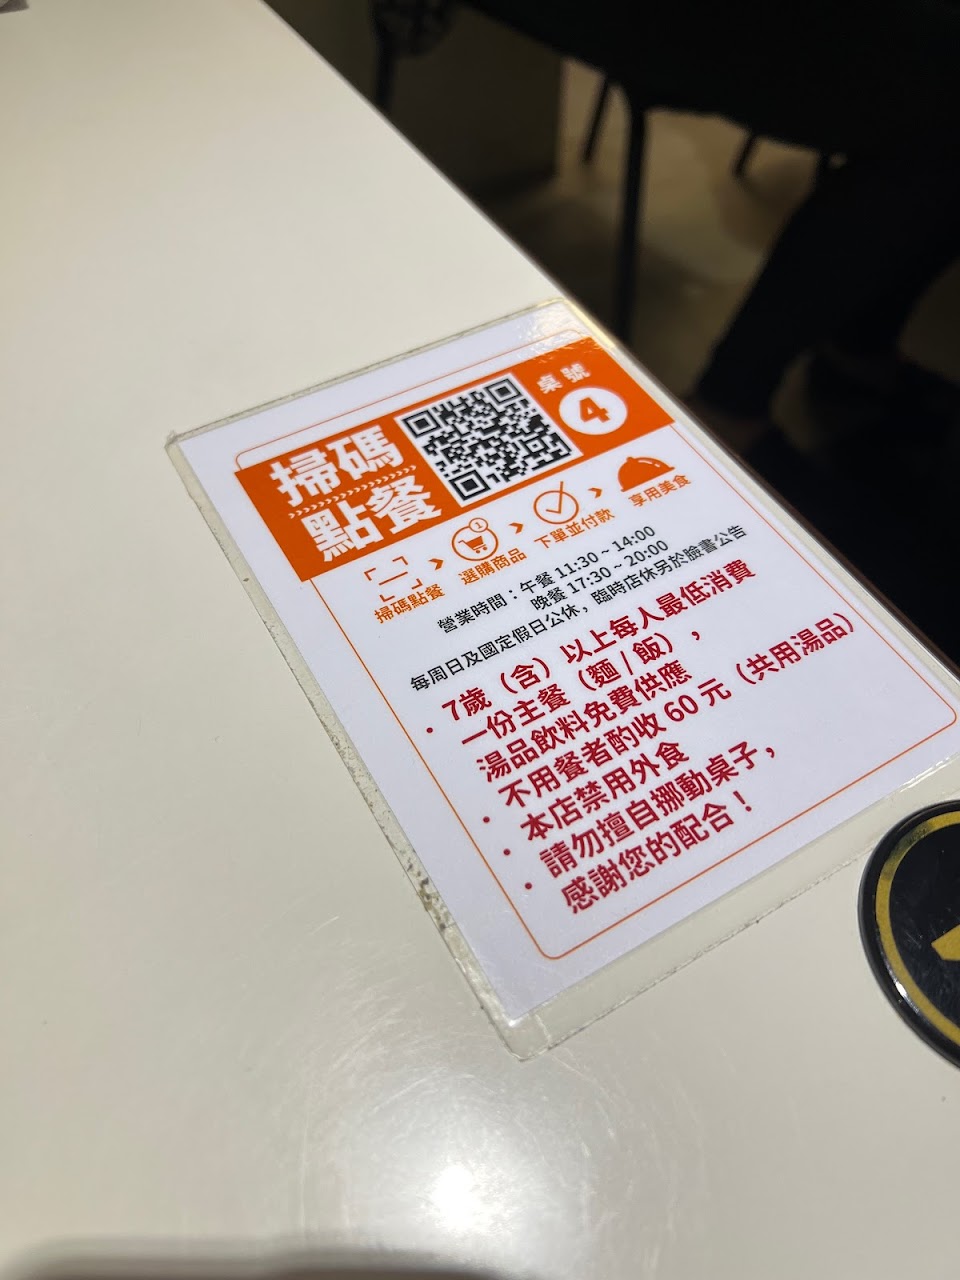 掃碼
點餐
桌號
4
掃碼點餐
1
選購商品
下單並付款
享用美食
營業時間：午餐 11:30 ~ 14:00
晚餐 17:30 ~ 20:00
每周日及國定假日公休，臨時店休另於臉書公告
· 7歲（含）以上每人最低消費
一份主餐（麵 / 飯），
湯品飲料免費供應
不用餐者酌收 60 元（共用湯品）
· 本店禁用外食
· 請勿擅自挪動桌子，
· 感謝您的配合！